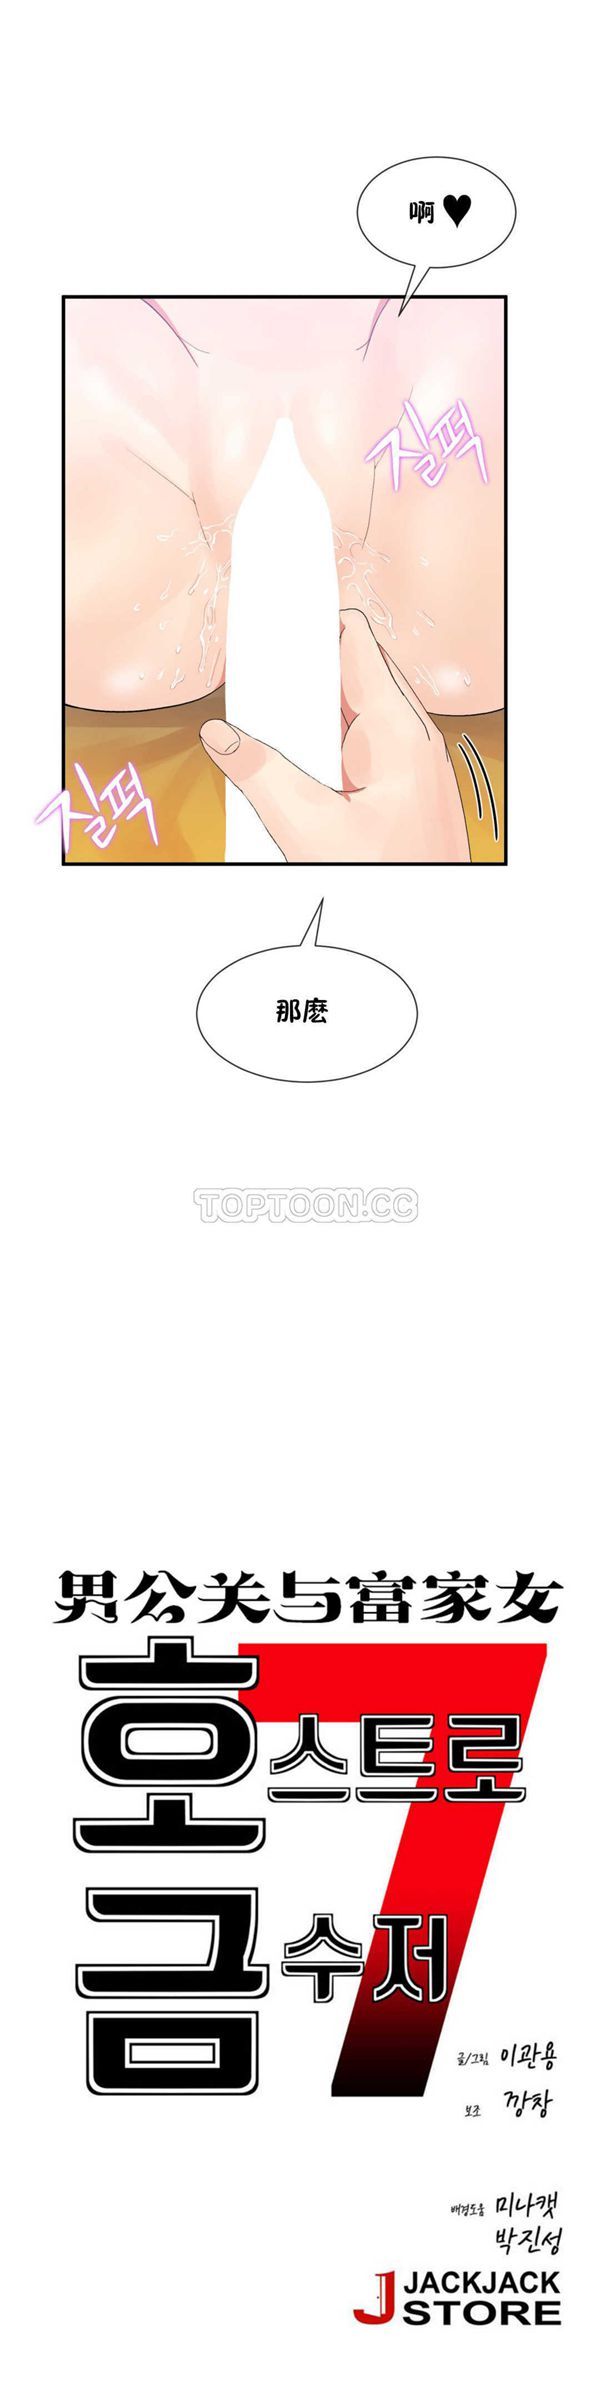 啊♥
질퍽
질퍽
那麽
TOPTOON.CC
男公关与富家女
호스트로
금수저
7
글/그림 이관용
보조 깡창
배경도움 미나캣
박진성
JACKJACK
STORE